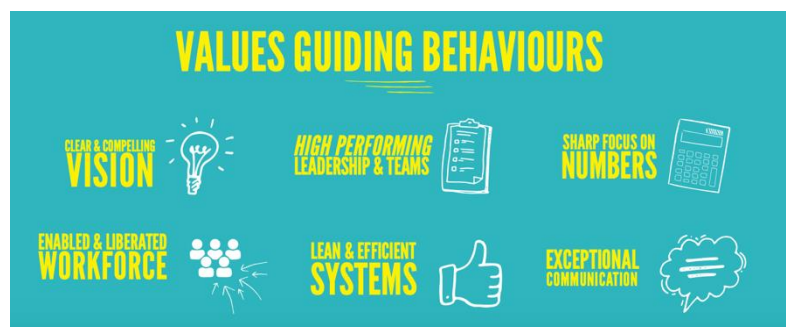 VALUES GUIDING BEHAVIOURS
CLEAR & COMPELLING
VISION
HIGH PERFORMING
LEADERSHIP & TEAMS
SHARP FOCUS ON
NUMBERS
ENABLED & LIBERATED
WORKFORCE
LEAN & EFFICIENT
SYSTEMS
EXCEPTIONAL
COMMUNICATION